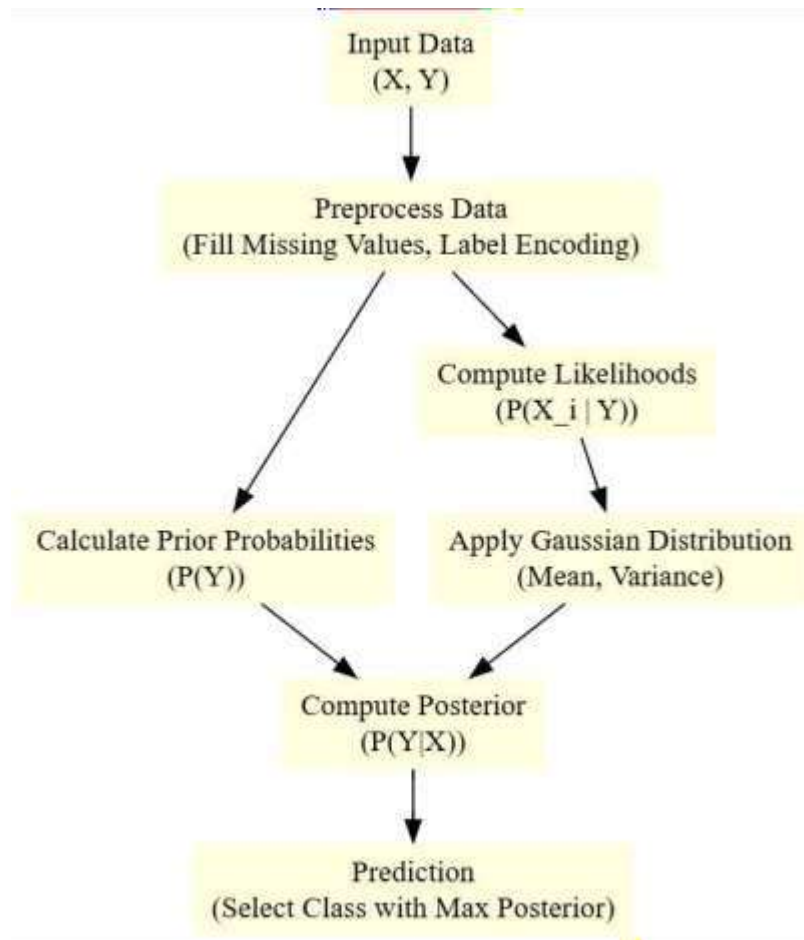 Input Data
(X, Y)
Preprocess Data
(Fill Missing Values, Label Encoding)
Compute Likelihoods
(P(X_i | Y))
Calculate Prior Probabilities
(P(Y))
Apply Gaussian Distribution
(Mean, Variance)
Compute Posterior
(P(Y|X))
Prediction
(Select Class with Max Posterior)